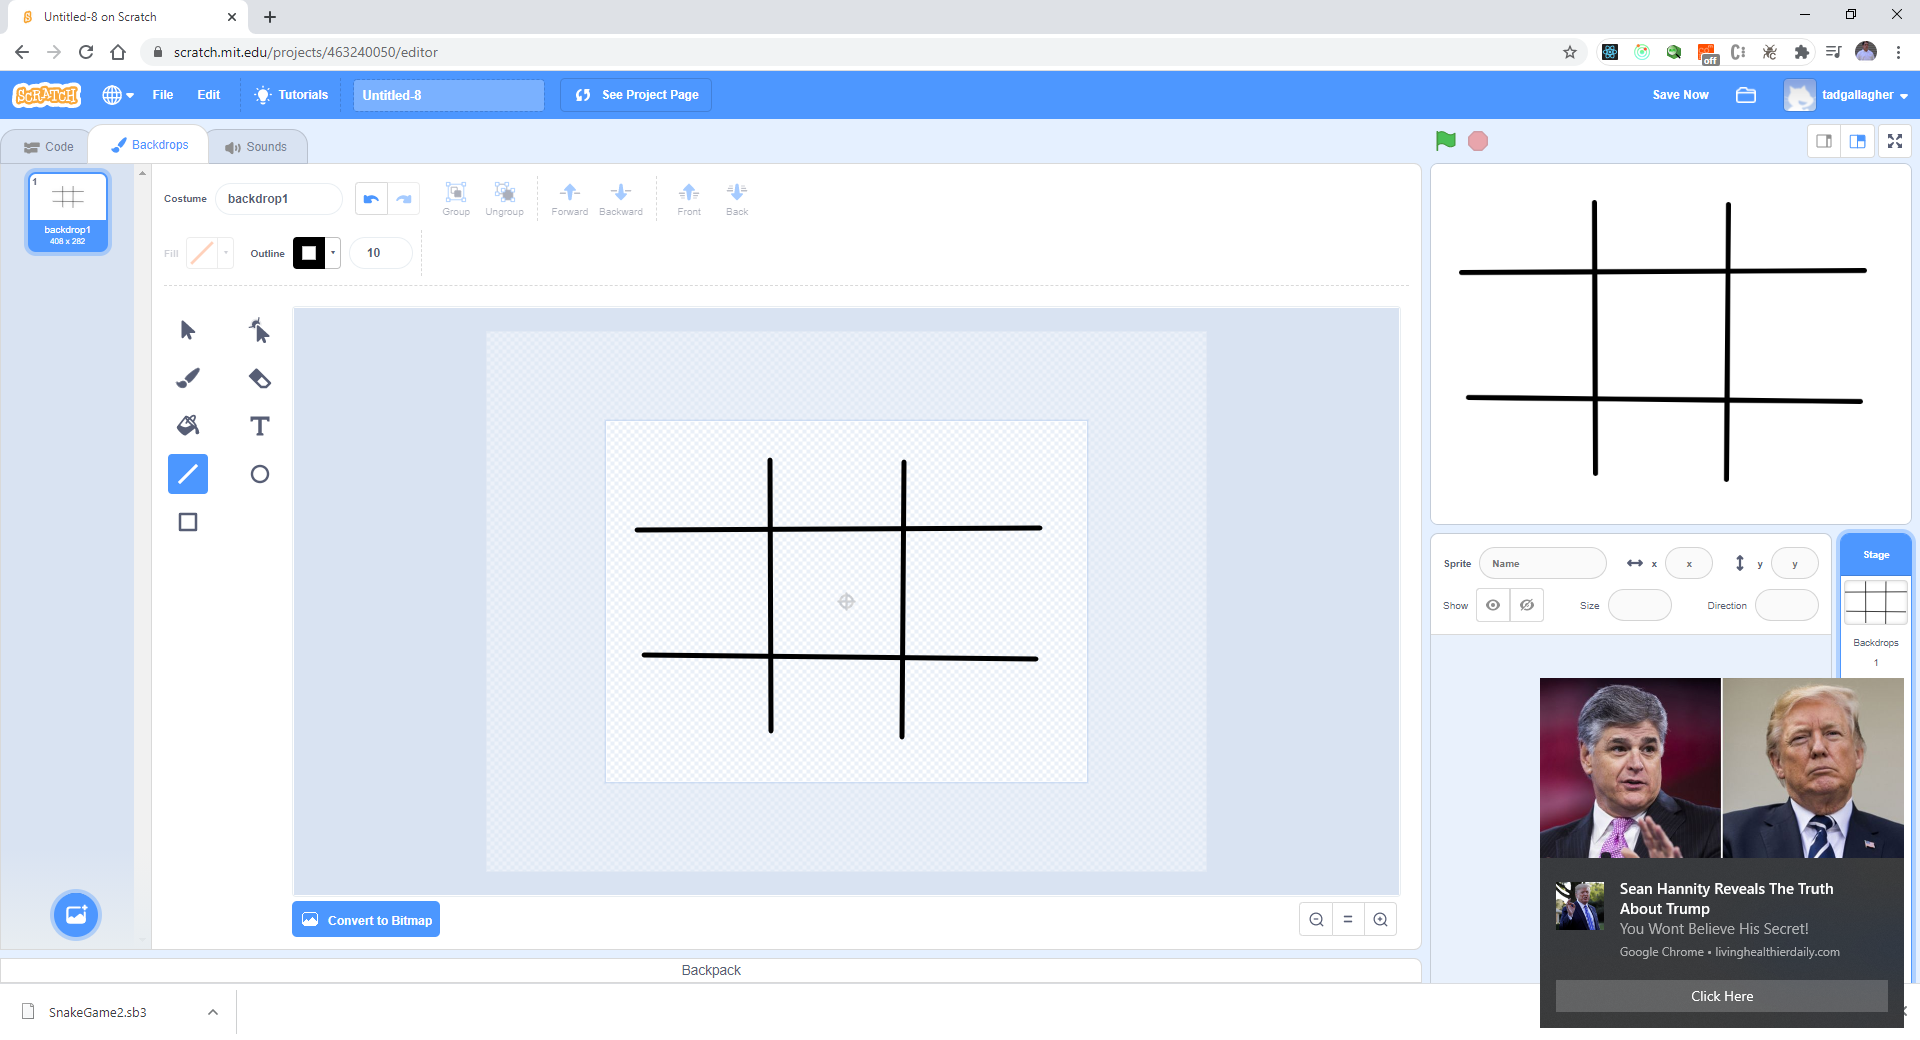 Untitled-8 on Scratch
scratch.mit.edu/projects/463240050/editor
off
SCRATCH
File
Edit
Tutorials
Untitled-8
See Project Page
Save Now
tadgallagher
Code
Backdrops
Sounds
1
backdrop1
408 x 282
Costume
backdrop1
Group
Ungroup
Forward
Backward
Front
Back
Fill
Outline
10
T
Convert to Bitmap
Backpack
Sprite
Name
x
x
y
y
Show
Size
Direction
Stage
Backdrops
1
Sean Hannity Reveals The Truth
About Trump
You Wont Believe His Secret!
Google Chrome • livinghealthierdaily.com
Click Here
SnakeGame2.sb3